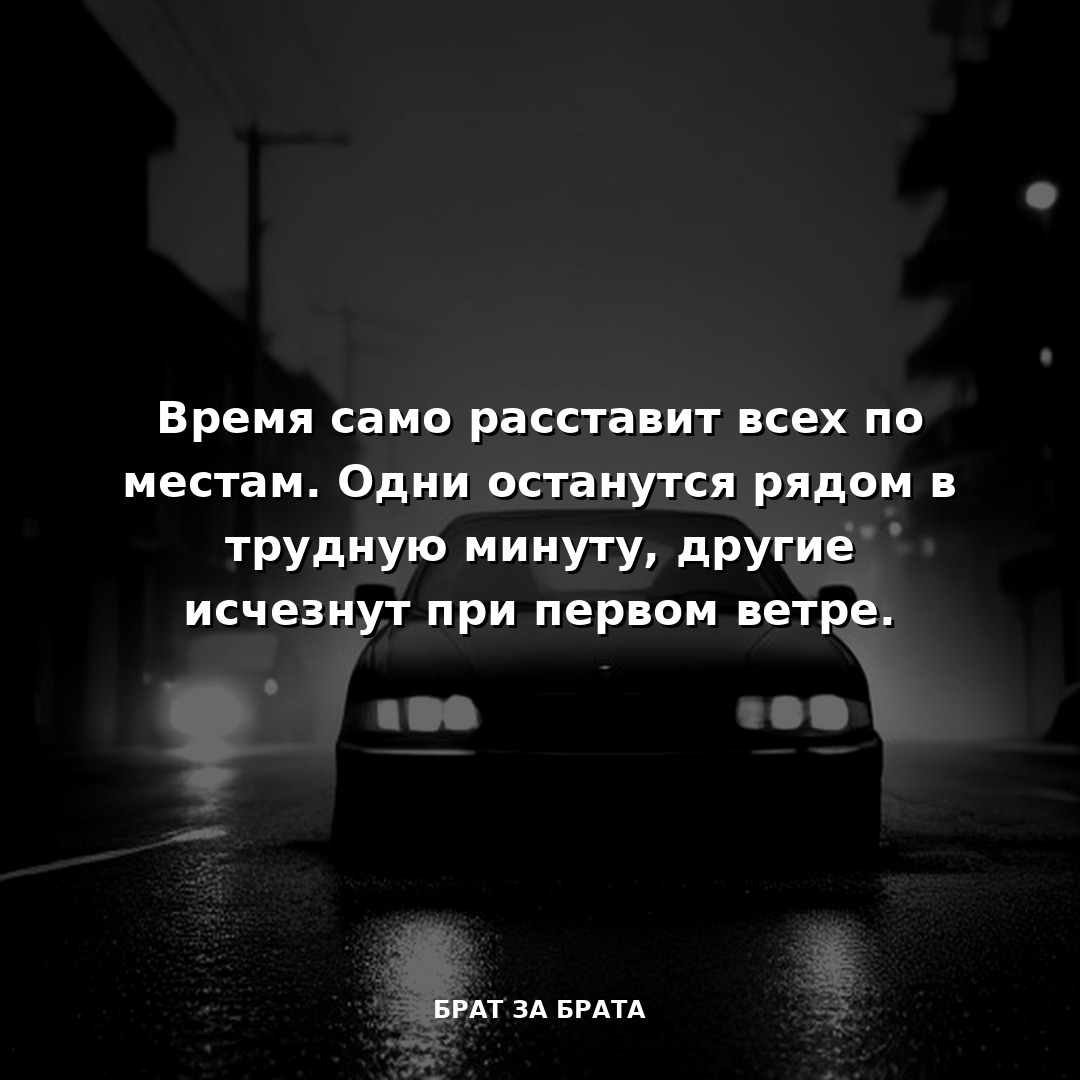 Время само расставит всех по
местам. Одни останутся рядом в
трудную минуту, другие
исчезнут при первом ветре.
БРАТ ЗА БРАТА